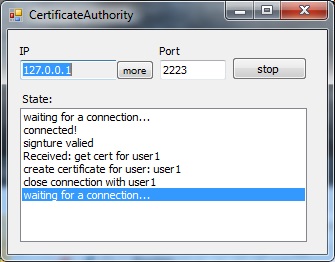 CertificateAuthority
IP
Port
127.0.0.1
more
2223
stop
State:
waiting for a connection...
connected!
signture valied
Received: get cert for user1
create certificate for user: user1
close connection with user1
waiting for a connection...